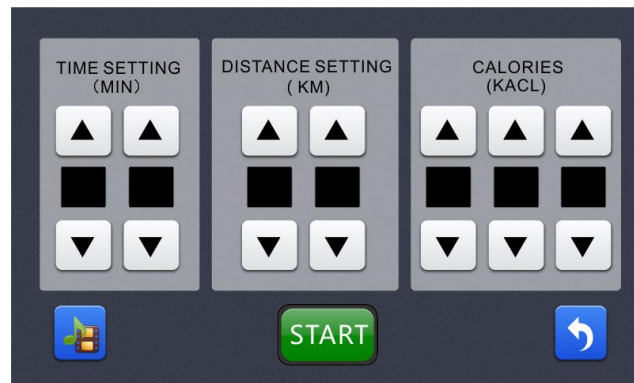 TIME SETTING
（MIN）
DISTANCE SETTING
( KM)
CALORIES
(KACL)
START